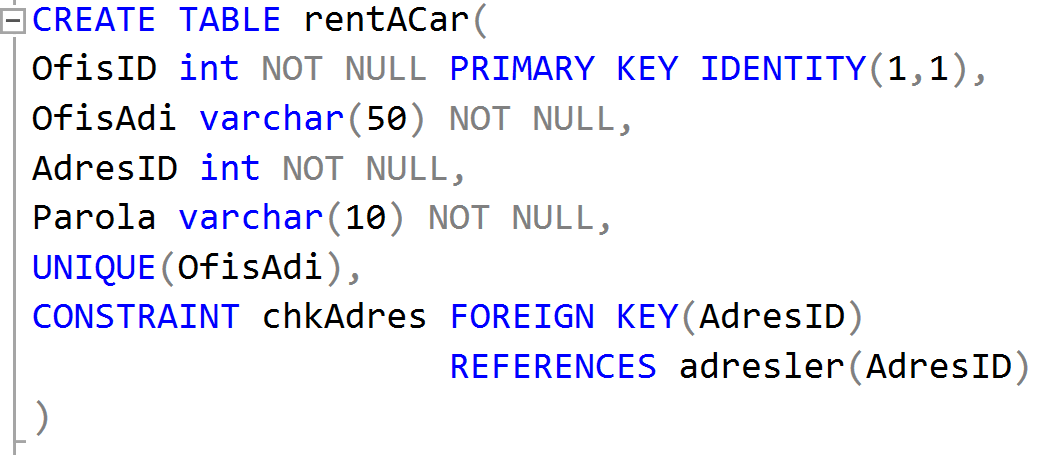 CREATE TABLE rentACar(
OfisID int NOT NULL PRIMARY KEY IDENTITY(1,1),
OfisAdi varchar(50) NOT NULL,
AdresID int NOT NULL,
Parola varchar(10) NOT NULL,
UNIQUE(OfisAdi),
CONSTRAINT chkAdres FOREIGN KEY(AdresID)
REFERENCES adresler(AdresID)
)